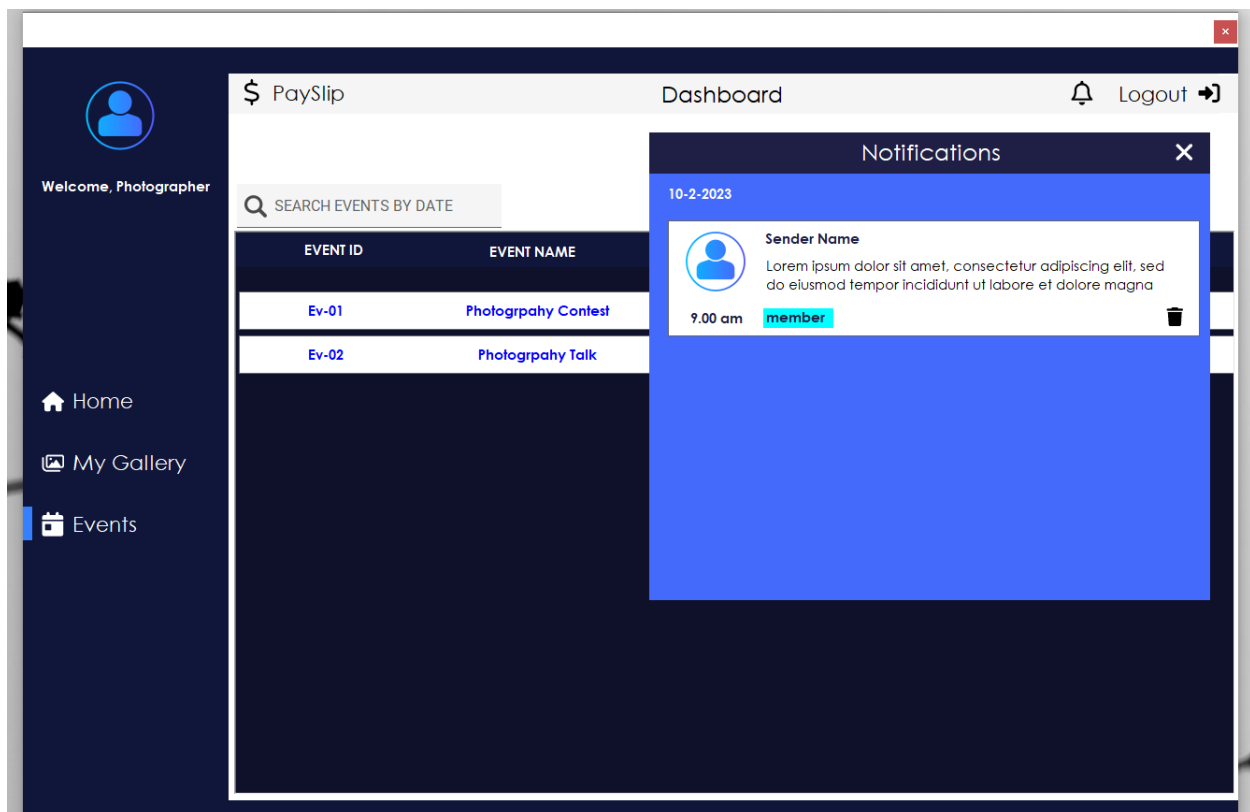 PaySlip
Dashboard
Logout
Welcome, Photographer
SEARCH EVENTS BY DATE
EVENT ID
EVENT NAME
Ev-01
Photogrpahy Contest
Ev-02
Photogrpahy Talk
Home
My Gallery
Events
Notifications
10-2-2023
Sender Name
Lorem ipsum dolor sit amet, consectetur adipiscing elit, sed
do eiusmod tempor incididunt ut labore et dolore magna
9.00 am
member